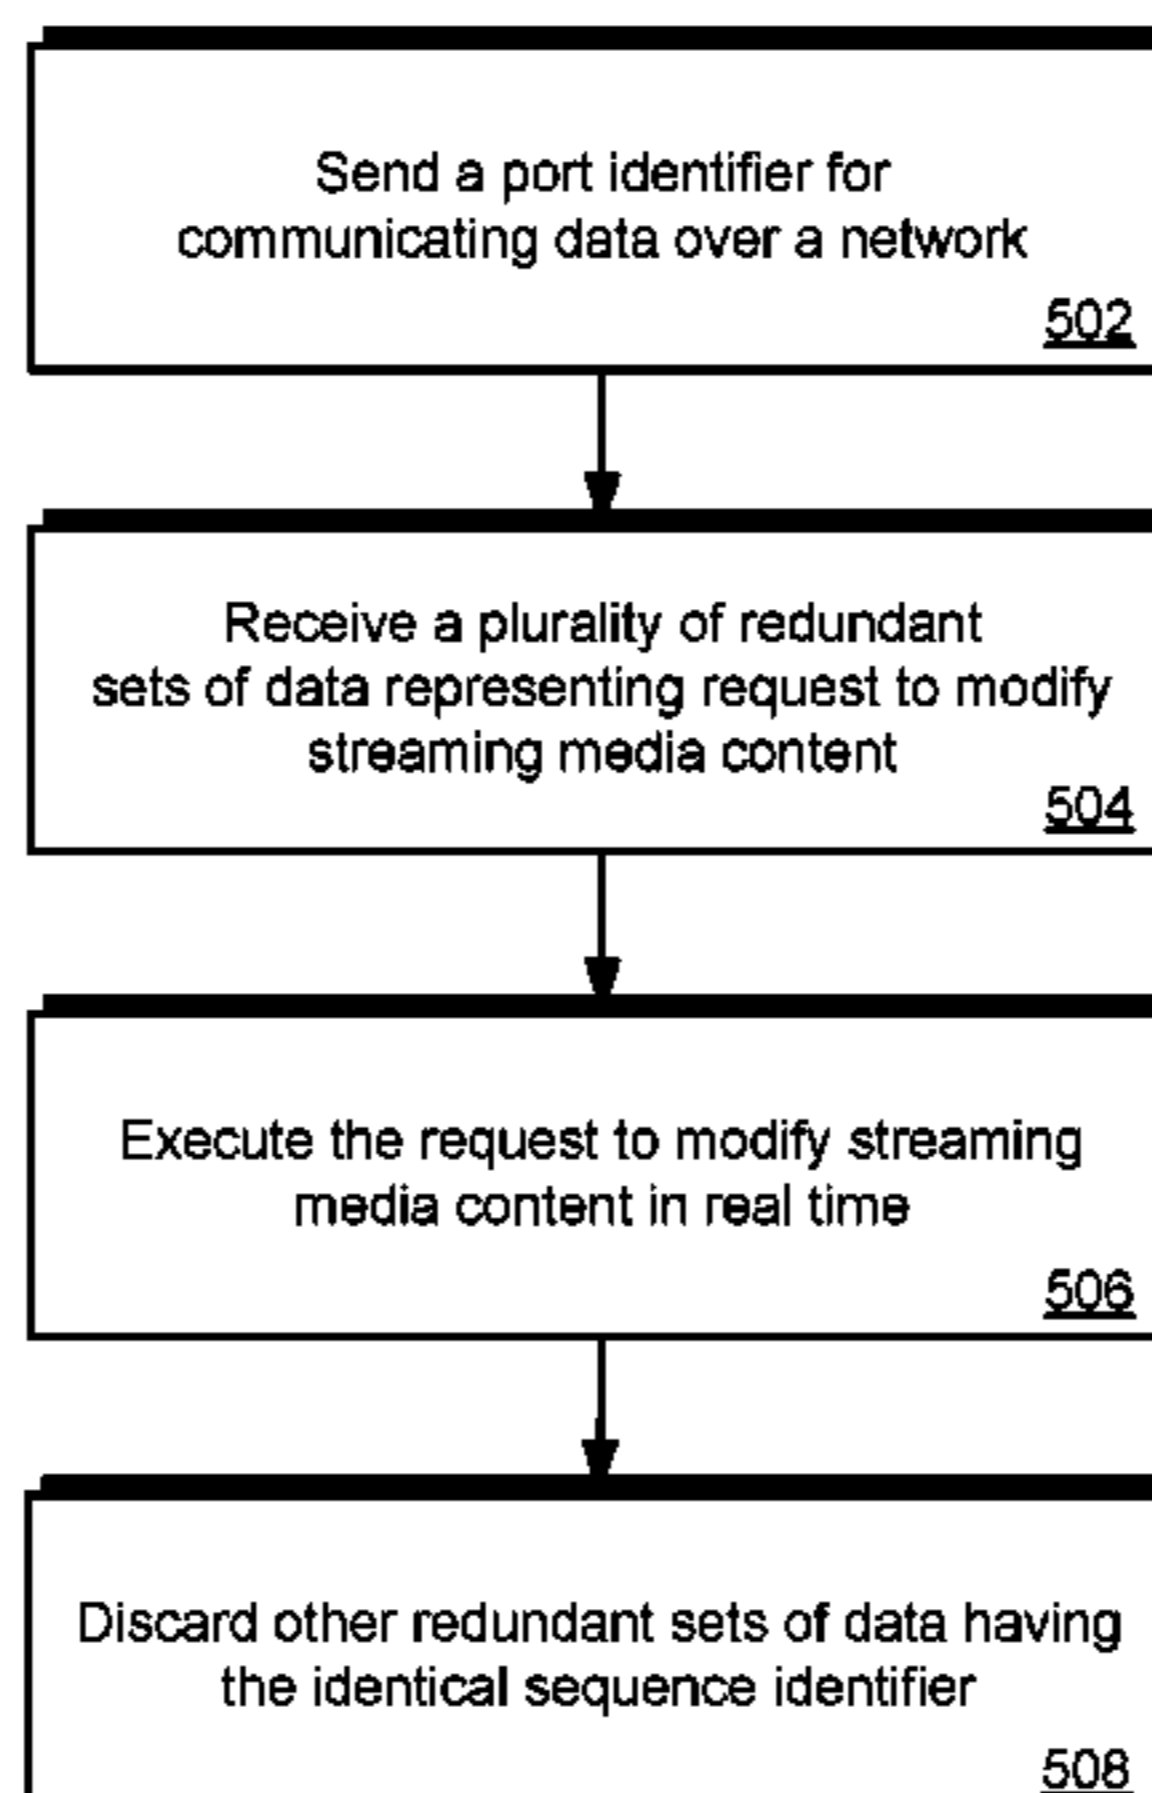 Send a port identifier for
communicating data over a network
502
Receive a plurality of redundant
sets of data representing request to modify
streaming media content
504
Execute the request to modify streaming
media content in real time
506
Discard other redundant sets of data having
the identical sequence identifier
508